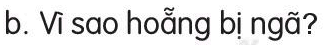 b. Vì sao hoẵng bị ngã?